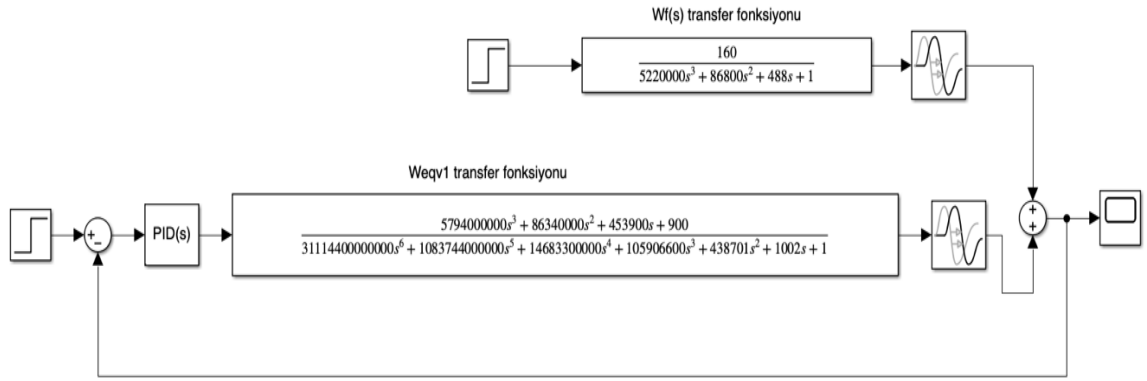 Wf(s) transfer fonksiyonu
160
5220000s³ + 86800s² + 488s + 1
Weqv1 transfer fonksiyonu
+
−
PID(s)
5794000000s³ + 86340000s² + 453900s + 900
31114400000000s⁶ + 1083744000000s⁵ + 14683300000s⁴ + 105906600s³ + 438701s² + 1002s + 1
+
+